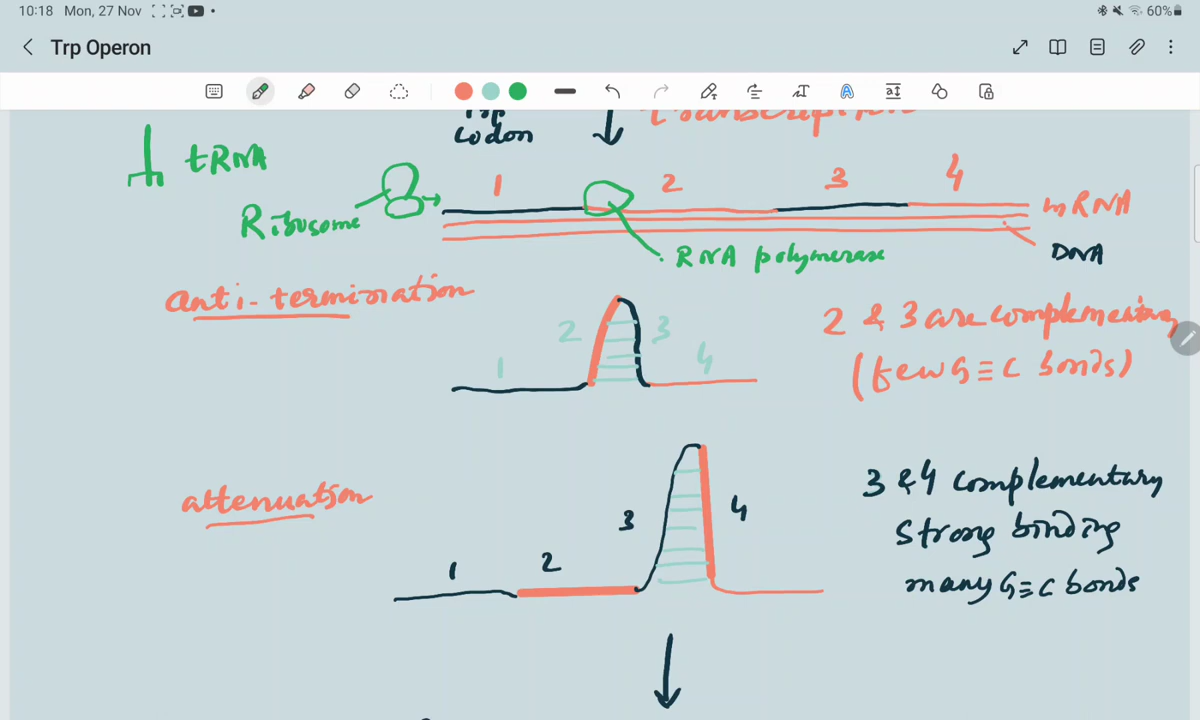 10:18 Mon, 27 Nov
60%
Trp Operon
codon
tRNA
1 2 3 4
mRNA
Ribosome
RNA polymerase
DNA
anti-termination
2 3
1 4
2 & 3 are complementary
(few G≡C bonds)
attenuation
3 4
1 2
3 & 4 complementary
strong binding
many G≡C bonds